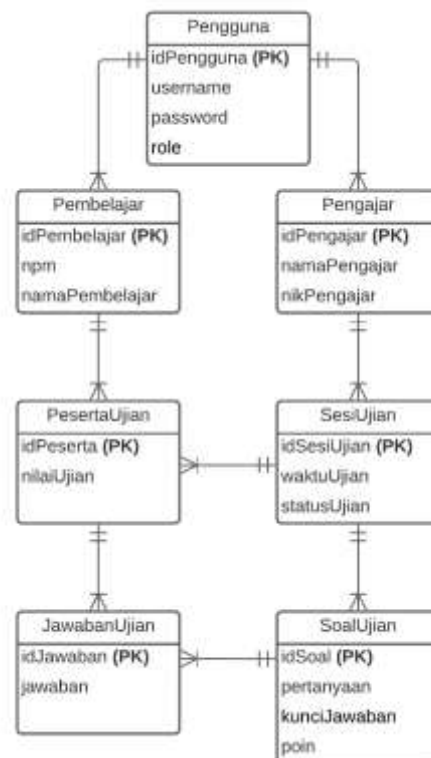 Pengguna
idPengguna (PK)
username
password
role
Pembelajar
idPembelajar (PK)
npm
namaPembelajar
Pengajar
idPengajar (PK)
namaPengajar
nikPengajar
PesertaUjian
idPeserta (PK)
nilaiUjian
SesiUjian
idSesiUjian (PK)
waktuUjian
statusUjian
JawabanUjian
idJawaban (PK)
jawaban
SoalUjian
idSoal (PK)
pertanyaan
kunciJawaban
poin